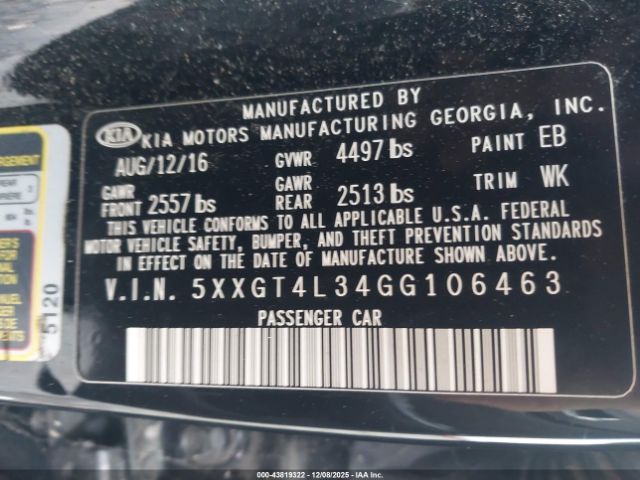 MANUFACTURED BY
KIA KIA MOTORS MANUFACTURING GEORGIA, INC.
AUG/12/16 GVWR 4497 lbs PAINT EB
GAWR FRONT 2557 lbs GAWR REAR 2513 lbs TRIM WK
THIS VEHICLE CONFORMS TO ALL APPLICABLE U.S.A. FEDERAL
MOTOR VEHICLE SAFETY, BUMPER, AND THEFT PREVENTION STANDARDS
IN EFFECT ON THE DATE OF MANUFACTURE SHOWN ABOVE.
V.I.N. 5XXGT4L34GG106463
PASSENGER CAR
5120
00-43819322 • 12/08/2025 - IAA Inc.